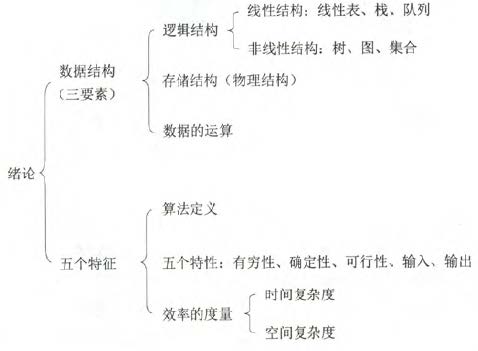 线性结构：线性表、栈、队列
逻辑结构
非线性结构：树、图、集合
数据结构
（三要素）
存储结构（物理结构）
数据的运算
绪论
算法定义
五个特征
五个特性：有穷性、确定性、可行性、输入、输出
时间复杂度
效率的度量
空间复杂度